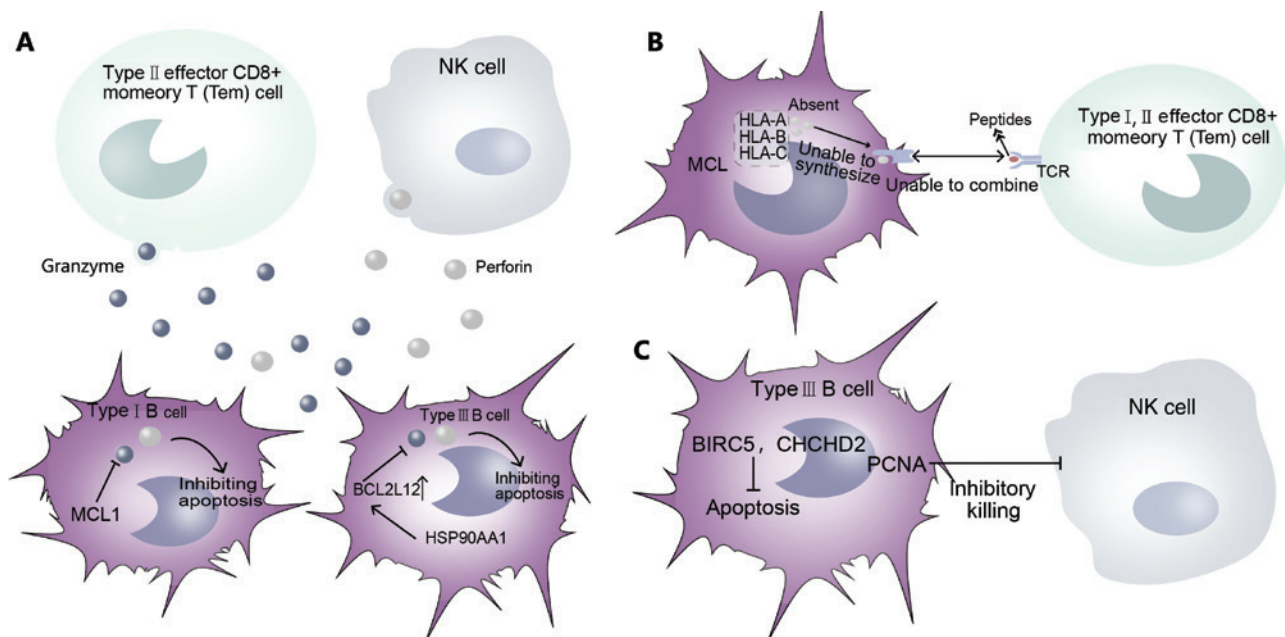 A
Type Ⅱ effector CD8+
momeory T (Tem) cell
NK cell
Granzyme
Perforin
Type Ⅰ B cell
MCL1
Inhibiting
apoptosis
Type Ⅲ B cell
BCL2L12
Inhibiting
apoptosis
HSP90AA1
B
Absent
HLA-A
HLA-B
HLA-C
MCL
Unable to
synthesize
Peptides
Unable to combine
TCR
Type Ⅰ, Ⅱ effector CD8+
momeory T (Tem) cell
C
Type Ⅲ B cell
BIRC5, CHCHD2
PCNA
Apoptosis
Inhibitory
killing
NK cell